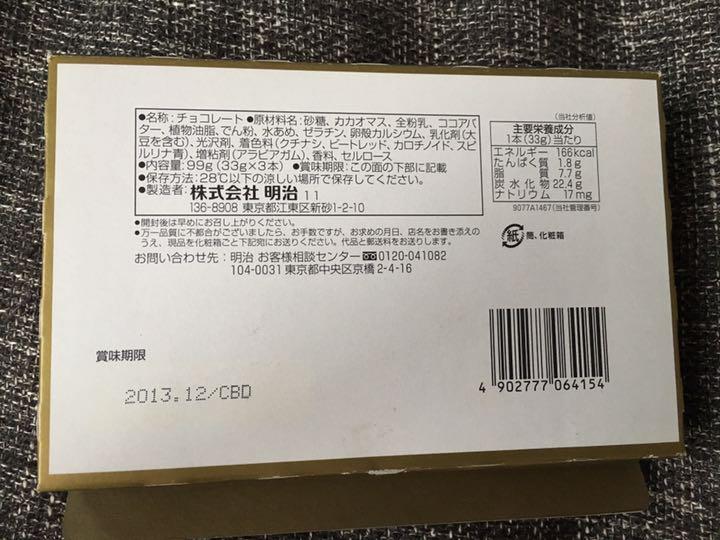 ●名称：チョコレート●原材料名：砂糖、カカオマス、全粉乳、ココアバ
ター、植物油脂、でん粉、水あめ、ゼラチン、卵殻カルシウム、乳化剤（大
豆を含む）、光沢剤、着色料（クチナシ、ビートレッド、カロチノイド、スピ
ルリナ青）、増粘剤（アラビアガム）、香料、セルロース
●内容量：99g（33g×3本）●賞味期限：この面の下部に記載
●保存方法：28℃以下の涼しい場所で保存してください。
●製造者：株式会社 明治 11
136-8908 東京都江東区新砂1-2-10
（当社分析値）
主要栄養成分
1本（33g）当たり
エネルギー 166kcal
たんぱく質 1.8g
脂質 7.7g
炭水化物 22.4g
ナトリウム 17mg
9077A1467（当社管理番号）
●開封後は早めにお召し上がりください。
●万一品質に不都合がございましたら、お手数ですが、お求めの月日、店名をお書き添えの
うえ、現品を化粧箱ごと下記宛にお送りください。代品と郵送料をお送りします。
お問い合わせ先：明治 お客様相談センター 0120-041082
104-0031 東京都中央区京橋2-4-16
紙 筒、化粧箱
賞味期限
2013.12/CBD
4 902777 064154